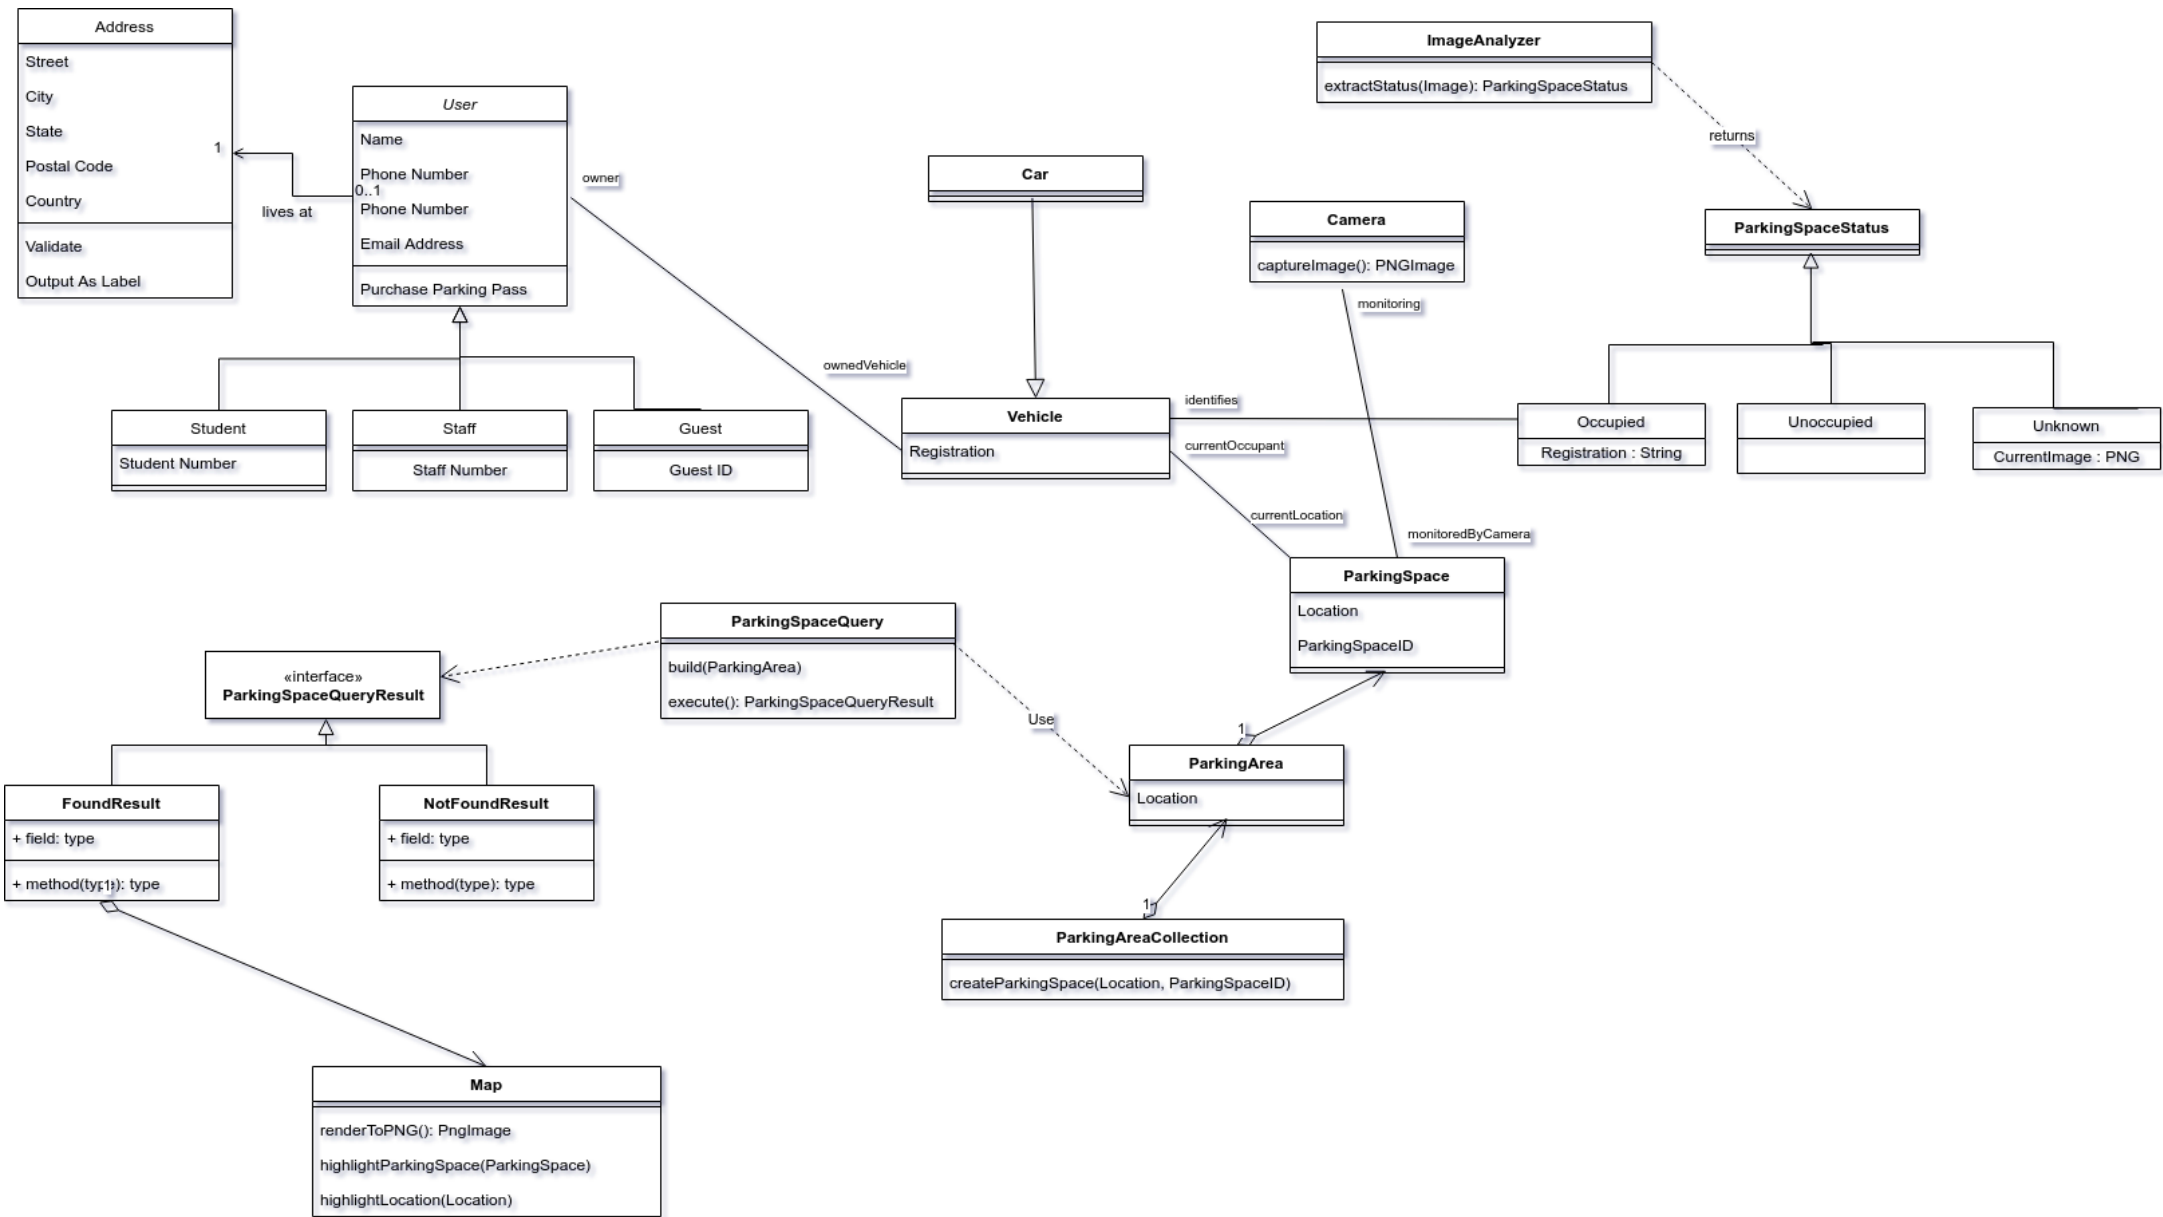 Address
Street
City
State
Postal Code
Country
Validate
Output As Label
1
lives at
User
Name
Phone Number
0..1
Phone Number
Email Address
Purchase Parking Pass
Student
Student Number
Staff
Staff Number
Guest
Guest ID
owner
ownedVehicle
Car
Vehicle
Registration
identifies
currentOccupant
currentLocation
Camera
captureImage(): PNGImage
monitoring
monitoredByCamera
ImageAnalyzer
extractStatus(Image): ParkingSpaceStatus
returns
ParkingSpaceStatus
Occupied
Registration : String
Unoccupied
Unknown
CurrentImage : PNG
ParkingSpace
Location
ParkingSpaceID
ParkingSpaceQuery
build(ParkingArea)
execute(): ParkingSpaceQueryResult
Use
«interface»
ParkingSpaceQueryResult
FoundResult
+ field: type
+ method(type): type
1
NotFoundResult
+ field: type
+ method(type): type
1
ParkingArea
Location
1
ParkingAreaCollection
createParkingSpace(Location, ParkingSpaceID)
Map
renderToPNG(): PngImage
highlightParkingSpace(ParkingSpace)
highlightLocation(Location)